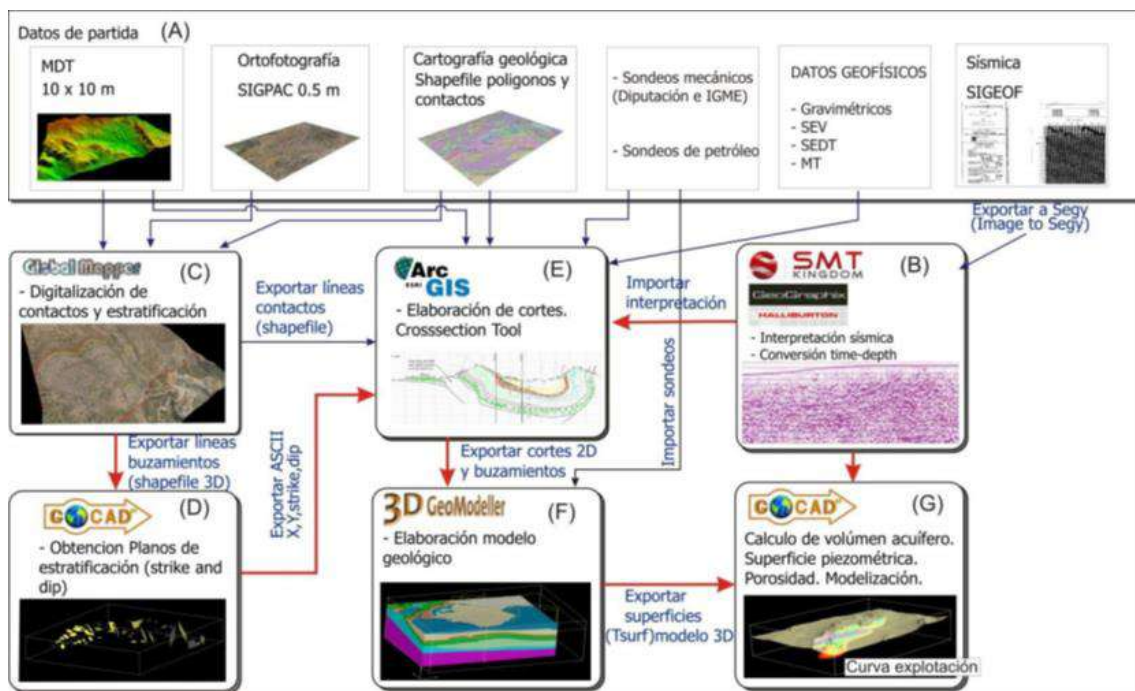 Datos de partida
(A)
MDT
10 x 10 m
Ortofotografía
SIGPAC 0.5 m
Cartografía geológica
Shapefile poligonos y
contactos
- Sondeos mecánicos
(Diputación e IGME)
- Sondeos de petróleo
DATOS GEOFÍSICOS
- Gravimétricos
- SEV
- SEDT
- MT
Sísmica
SIGEOF
Exportar a Segy
(Image to Segy)
Global Mapper
(C)
- Digitalización de
contactos y estratificación
Exportar líneas
contactos
(shapefile)
ESRI
Arc
GIS
(E)
- Elaboración de cortes.
Crosssection Tool
Importar
interpretación
SMT
KINGDOM
(B)
GeoGraphix
HALLIBURTON
- Interpretación sísmica
- Conversión time-depth
Exportar líneas
buzamientos
(shapefile 3D)
Exportar ASCII
X,Y,strike,dip
Exportar cortes 2D
y buzamientos
Importar sondeos
GOCAD
(D)
- Obtencion Planos de
estratificación (strike and
dip)
3D GeoModeller
(F)
- Elaboración modelo
geológico
Exportar
superficies
(Tsurf)modelo 3D
GOCAD
(G)
Calculo de volúmen acuífero.
Superficie piezométrica.
Porosidad. Modelización.
Curva explotación